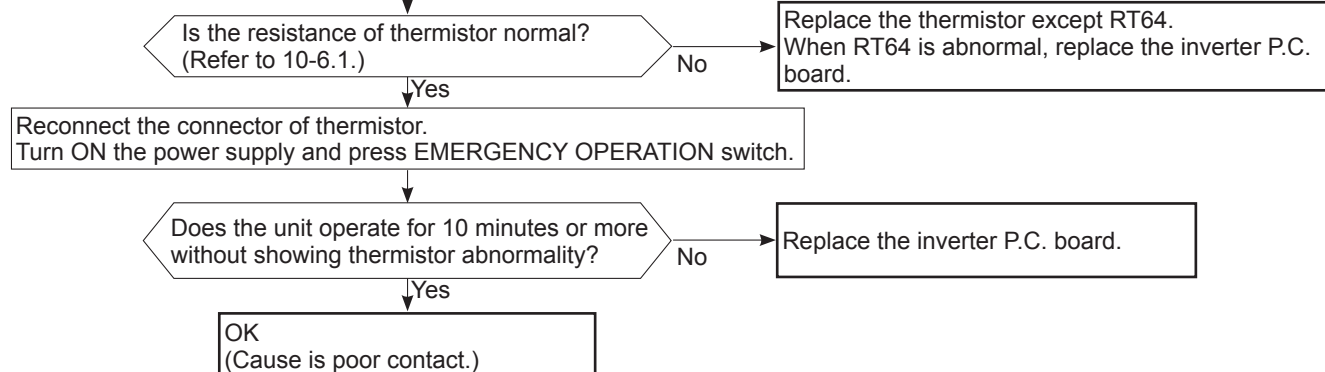 Is the resistance of thermistor normal?
(Refer to 10-6.1.)
No
Replace the thermistor except RT64.
When RT64 is abnormal, replace the inverter P.C.
board.
Yes
Reconnect the connector of thermistor.
Turn ON the power supply and press EMERGENCY OPERATION switch.
Does the unit operate for 10 minutes or more
without showing thermistor abnormality?
No
Replace the inverter P.C. board.
Yes
OK
(Cause is poor contact.)